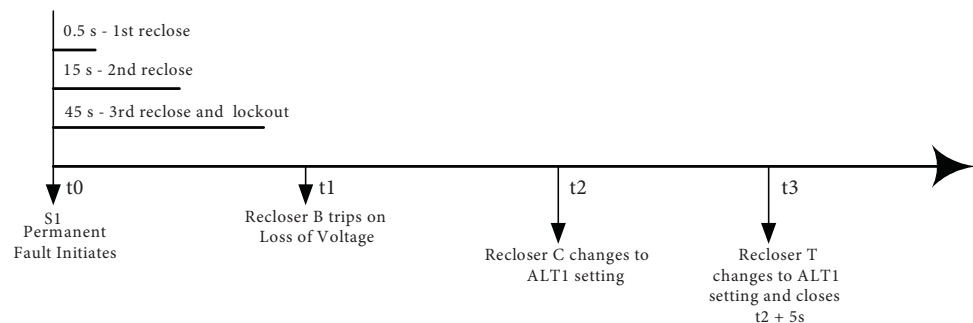 0.5 s - 1st reclose
15 s - 2nd reclose
45 s - 3rd reclose and lockout
t0
t1
t2
t3
S1
Permanent
Fault Initiates
Recloser B trips on
Loss of Voltage
Recloser C changes to
ALT1 setting
Recloser T
changes to ALT1
setting and closes
t2 + 5s